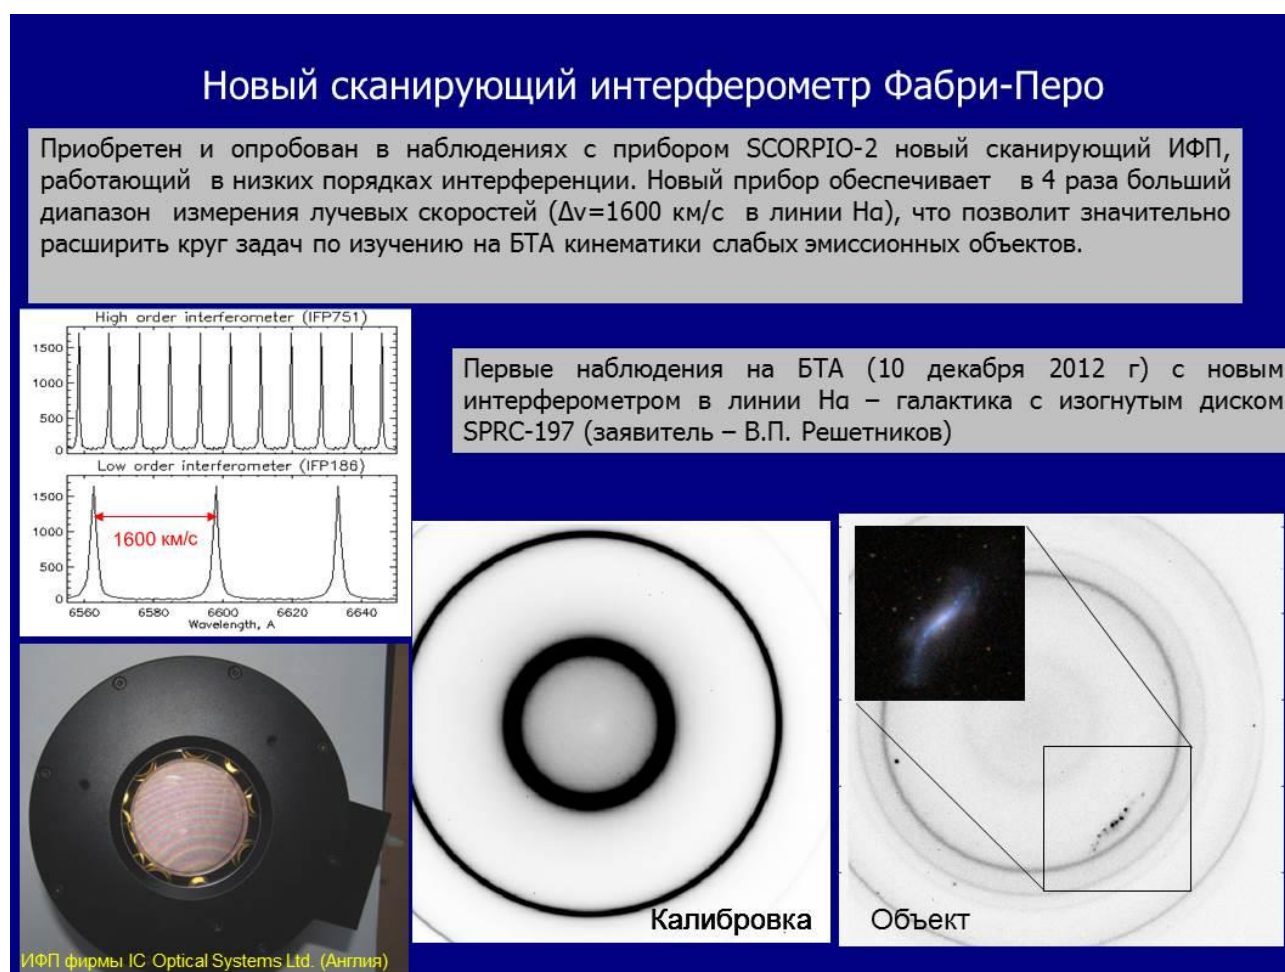 Новый сканирующий интерферометр Фабри-Перо
Приобретен и опробован в наблюдениях с прибором SCORPIO-2 новый сканирующий ИФП,
работающий в низких порядках интерференции. Новый прибор обеспечивает в 4 раза больший
диапазон измерения лучевых скоростей (Δv=1600 км/с в линии Hα), что позволит значительно
расширить круг задач по изучению на БТА кинематики слабых эмиссионных объектов.
High order interferometer (IFP751)
1500
1000
500
0
Low order interferometer (IFP186)
1500
1000
500
0
1600 км/с
6560 6580 6600 6620 6640
Wavelength, A
Первые наблюдения на БТА (10 декабря 2012 г) с новым
интерферометром в линии Hα – галактика с изогнутым диском
SPRC-197 (заявитель – В.П. Решетников)
Калибровка
Объект
ИФП фирмы IC Optical Systems Ltd. (Англия)